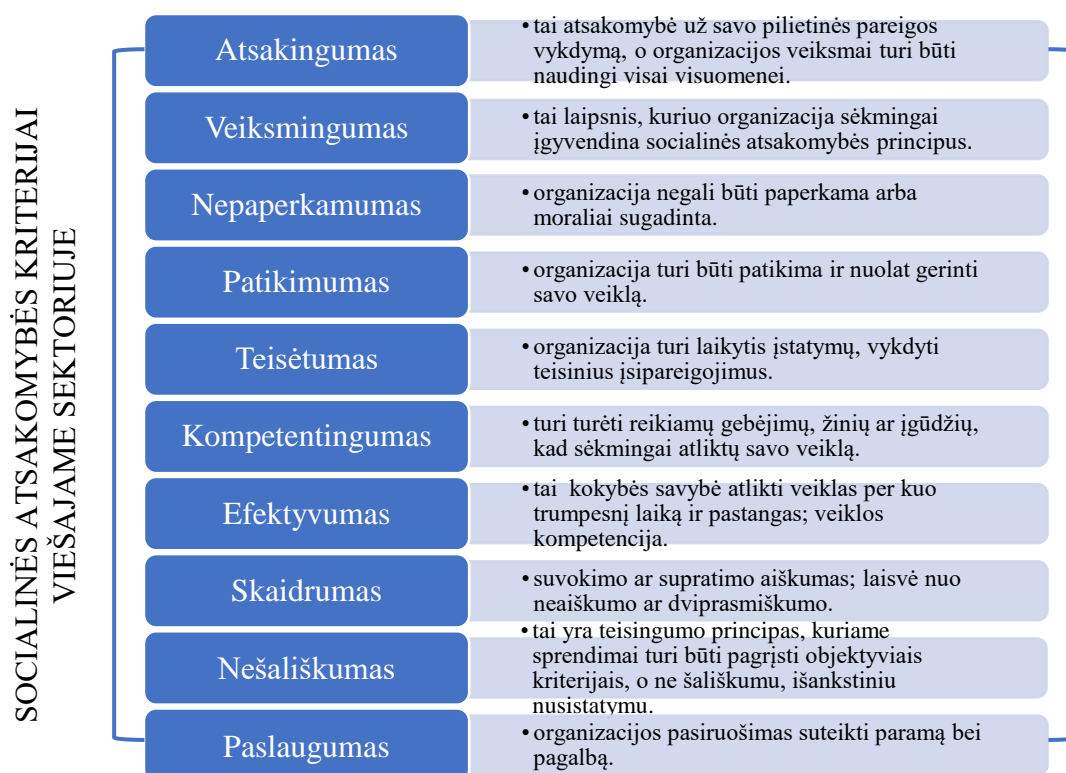 SOCIALINĖS ATSAKOMYBĖS KRITERIJAI
VIEŠAJAME SEKTORIUJE
Atsakingumas
•tai atsakomybė už savo pilietinės pareigos
vykdymą, o organizacijos veiksmai turi būti
naudingi visai visuomenei.
Veiksmingumas
•tai laipsnis, kuriuo organizacija sėkmingai
įgyvendina socialinės atsakomybės principus.
Nepaperkamumas
•organizacija negali būti paperkama arba
moraliai sugadinta.
Patikimumas
•organizacija turi būti patikima ir nuolat gerinti
savo veiklą.
Teisėtumas
•organizacija turi laikytis įstatymų, vykdyti
teisinius įsipareigojimus.
Kompetentingumas
•turi turėti reikiamų gebėjimų, žinių ar įgūdžių,
kad sėkmingai atliktų savo veiklą.
Efektyvumas
•tai kokybės savybė atlikti veiklas per kuo
trumpesnį laiką ir pastangas; veiklos
kompetencija.
Skaidrumas
•suvokimo ar supratimo aiškumas; laisvė nuo
neaiškumo ar dviprasmiškumo.
Nešališkumas
•tai yra teisingumo principas, kuriame
sprendimai turi būti pagrįsti objektyviais
kriterijais, o ne šališkumu, išankstiniu
nusistatymu.
Paslaugumas
•organizacijos pasiruošimas suteikti paramą bei
pagalbą.